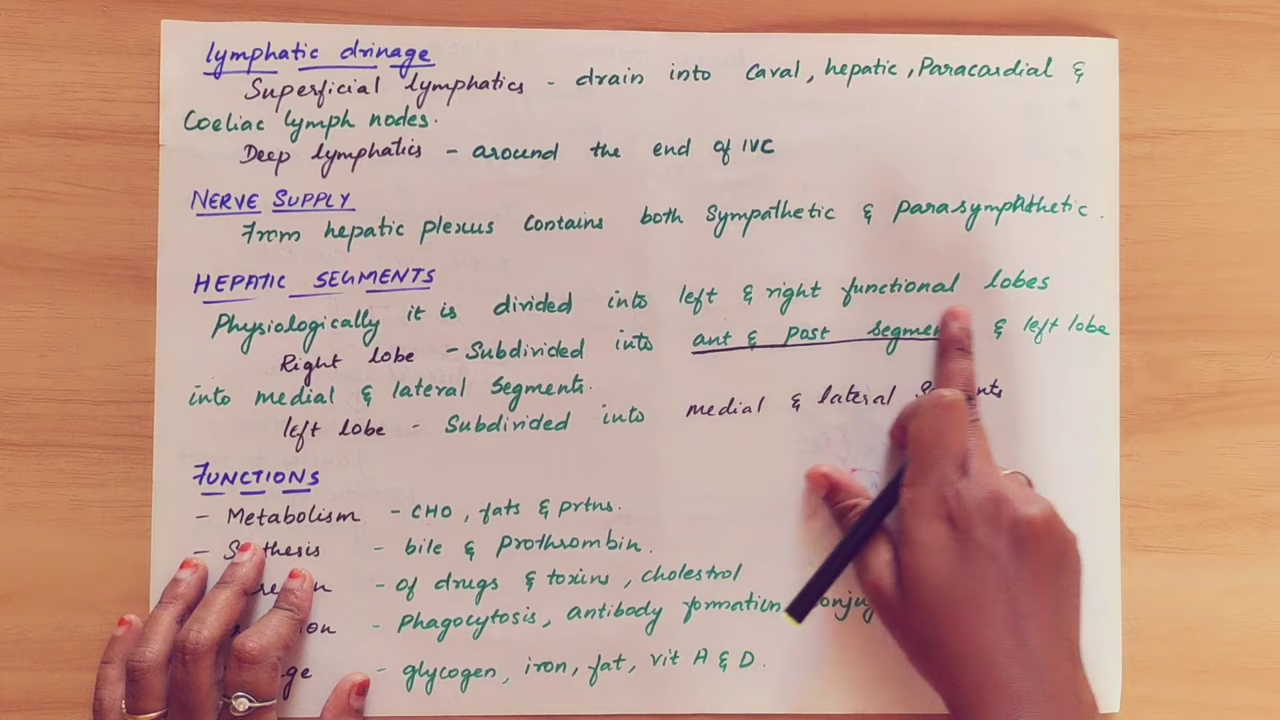 lymphatic drinage
Superficial lymphatics - drain into Caval, hepatic, Paracardial &
Coeliac lymph nodes.
Deep lymphatics - around the end of IVC
NERVE SUPPLY
From hepatic plexus Contains both Sympathetic & parasymphthetic.
HEPATIC SEGMENTS
Physiologically it is divided into left & right functional lobes
Right lobe - Subdivided into ant & Post & left lobe
into medial & lateral Segments.
left lobe - Subdivided into medial & lateral
FUNCTIONS
- Metabolism - CHO, fats & prtns.
- bile & Prothrombin.
- of drugs & toxins, cholestrol
- Phagocytosis, antibody formation,
- glycogen, iron, fat, vit A & D.